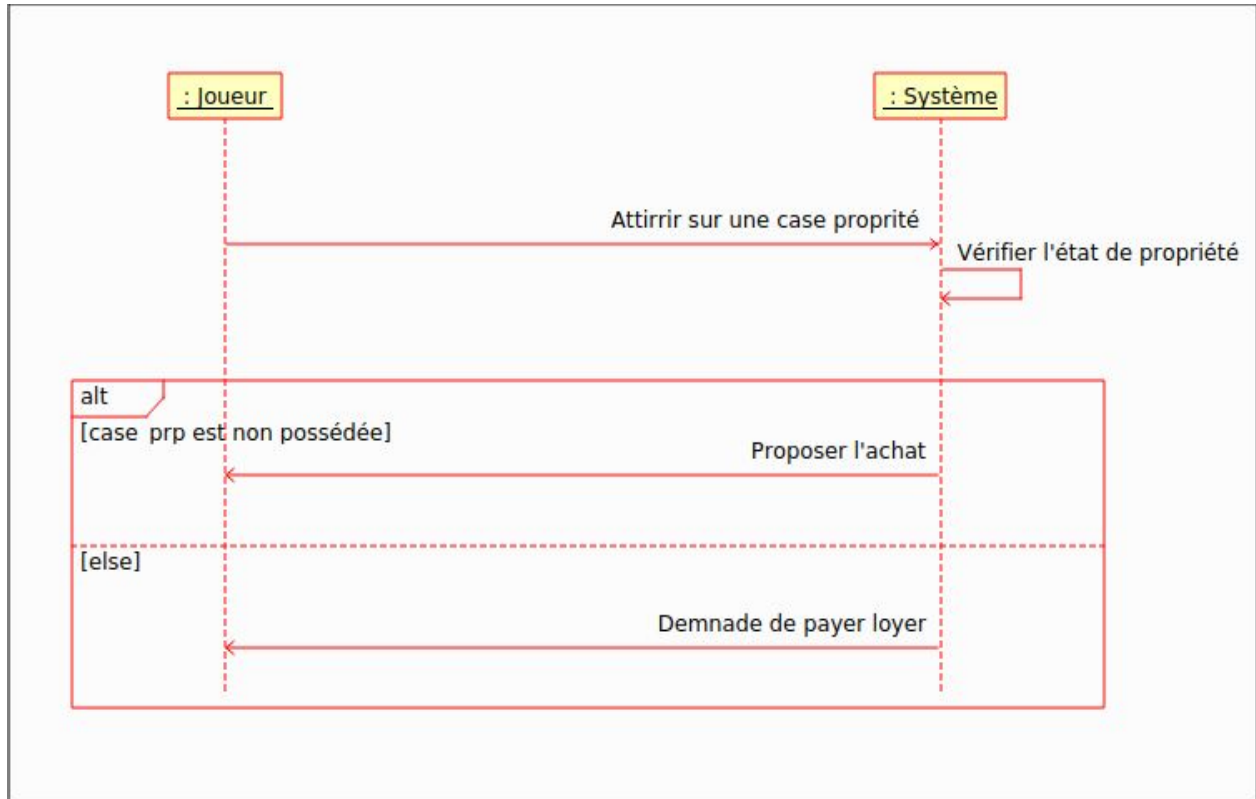 : Joueur
: Système
Attirrir sur une case proprité
Vérifier l'état de propriété
alt
[case prp est non possédée]
Proposer l'achat
[else]
Demnade de payer loyer